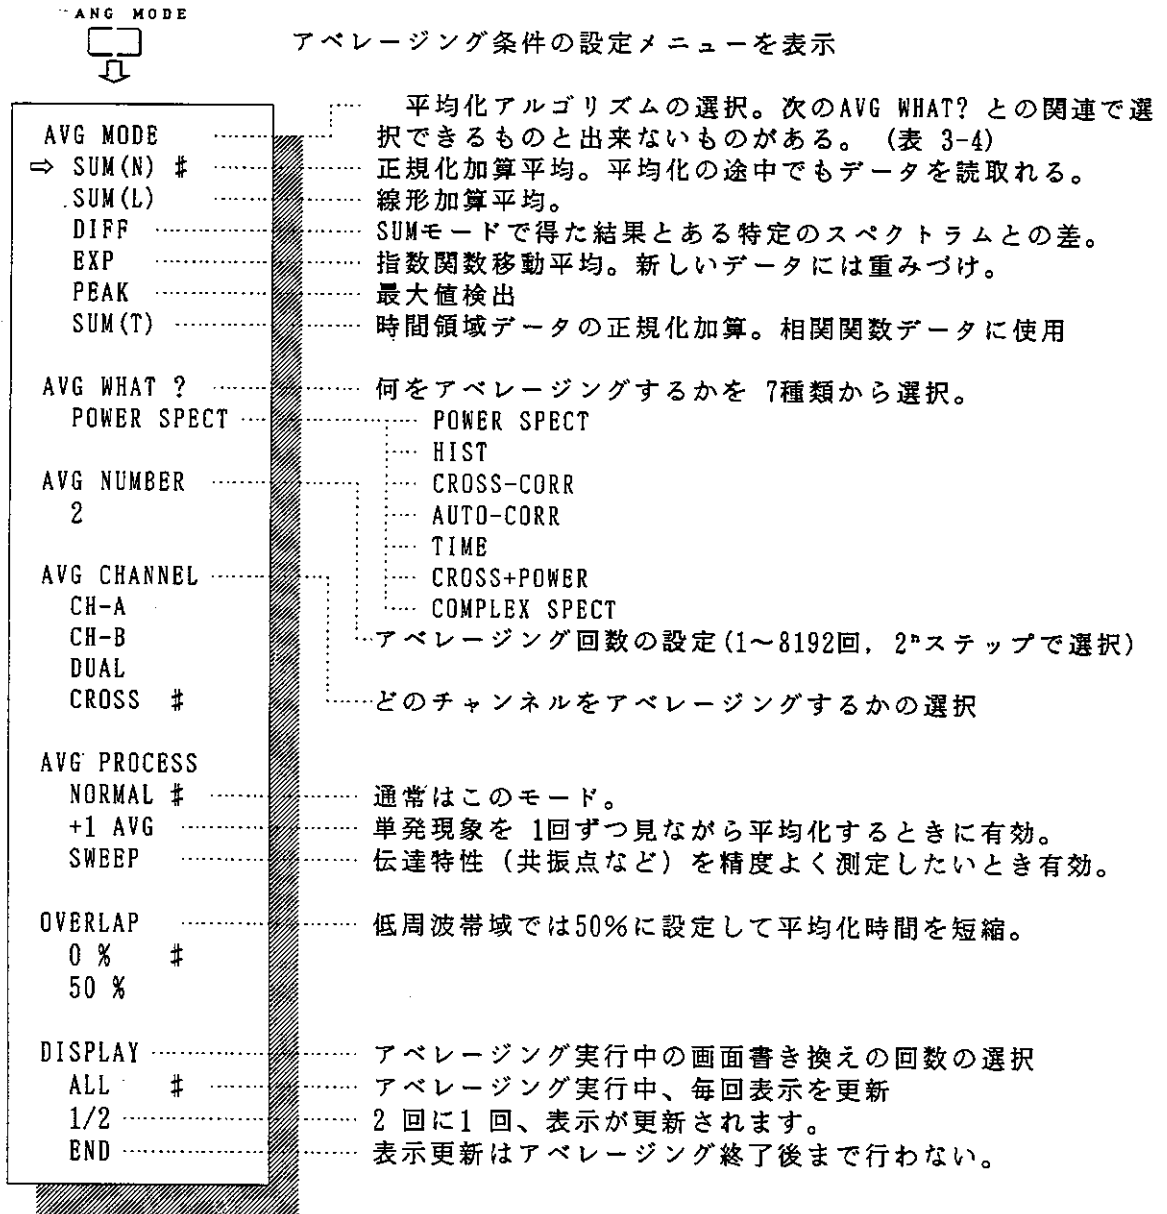 ANG MODE
アベレージング条件の設定メニューを表示
平均化アルゴリズムの選択。次のAVG WHAT? との関連で選
AVG MODE 択できるものと出来ないものがある。 (表 3-4)
⇨ SUM(N) # 正規化加算平均。平均化の途中でもデータを読取れる。
SUM(L) 線形加算平均。
DIFF SUMモードで得た結果とある特定のスペクトラムとの差。
EXP 指数関数移動平均。新しいデータには重みづけ。
PEAK 最大値検出
SUM(T) 時間領域データの正規化加算。相関関数データに使用
AVG WHAT ? 何をアベレージングするかを 7種類から選択。
POWER SPECT POWER SPECT
HIST
AVG NUMBER CROSS-CORR
2 AUTO-CORR
TIME
AVG CHANNEL CROSS+POWER
CH-A COMPLEX SPECT
CH-B アベレージング回数の設定(1～8192回, 2ⁿステップで選択)
DUAL
CROSS # どのチャンネルをアベレージングするかの選択
AVG PROCESS
NORMAL # 通常はこのモード。
+1 AVG 単発現象を 1回ずつ見ながら平均化するときに有効。
SWEEP 伝達特性（共振点など）を精度よく測定したいとき有効。
OVERLAP 低周波帯域では50%に設定して平均化時間を短縮。
0 % #
50 %
DISPLAY アベレージング実行中の画面書き換えの回数の選択
ALL # アベレージング実行中、毎回表示を更新
1/2 2 回に1 回、表示が更新されます。
END 表示更新はアベレージング終了後まで行わない。